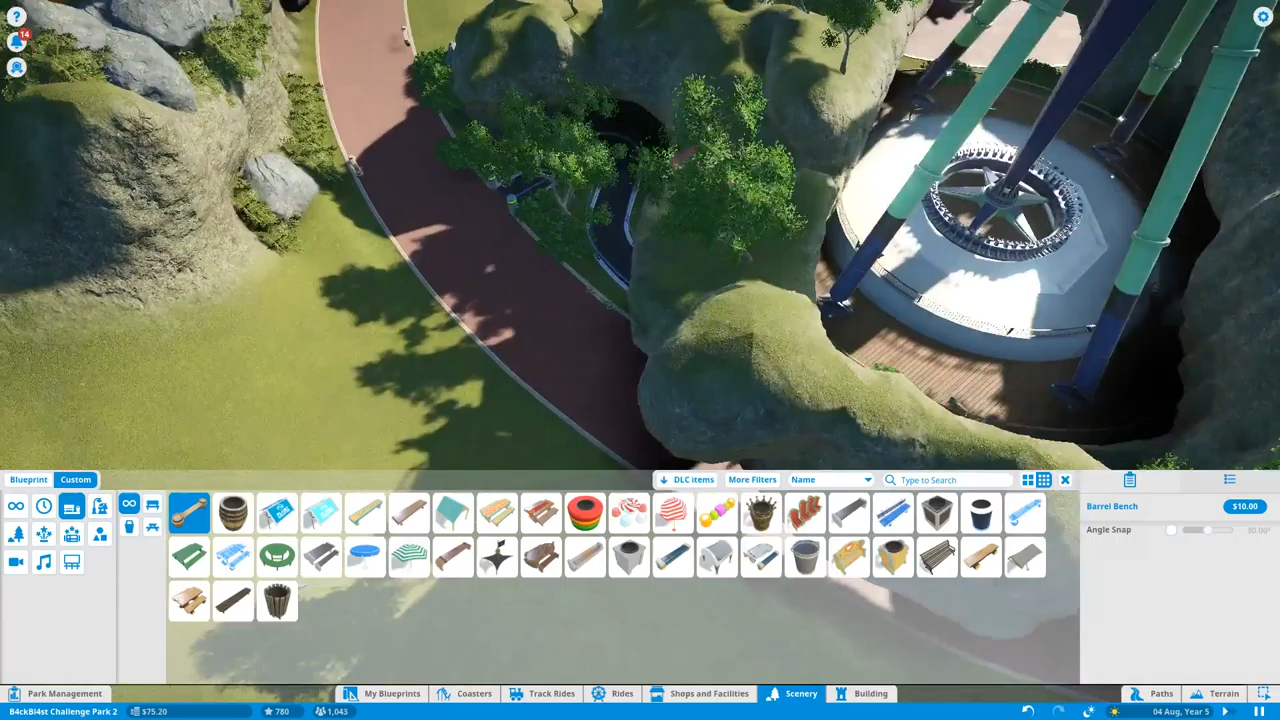 ?
14
Blueprint
Custom
DLC items
More Filters
Name
Type to Search
Barrel Bench
$10.00
Angle Snap
30.00°
Park Management
My Blueprints
Coasters
Track Rides
Rides
Shops and Facilities
Scenery
Building
Paths
Terrain
B4ckBl4st Challenge Park 2
$75.20
780
1,043
04 Aug, Year 5